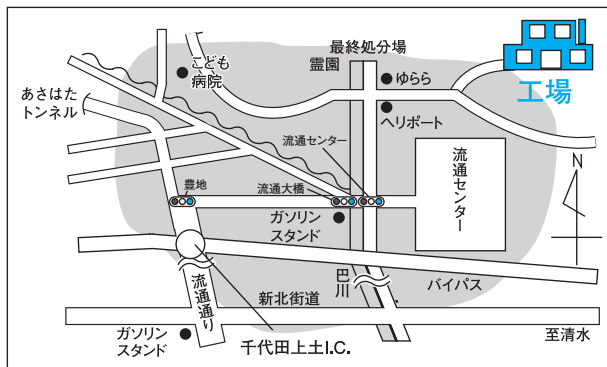 最終処分場
霊園
こども
病院
ゆらら
工場
あさはた
トンネル
ヘリポート
流通センター
流通センター
N
豊地
流通大橋
ガソリン
スタンド
巴川
バイパス
流通通り
新北街道
ガソリン
スタンド
千代田上土I.C.
至清水